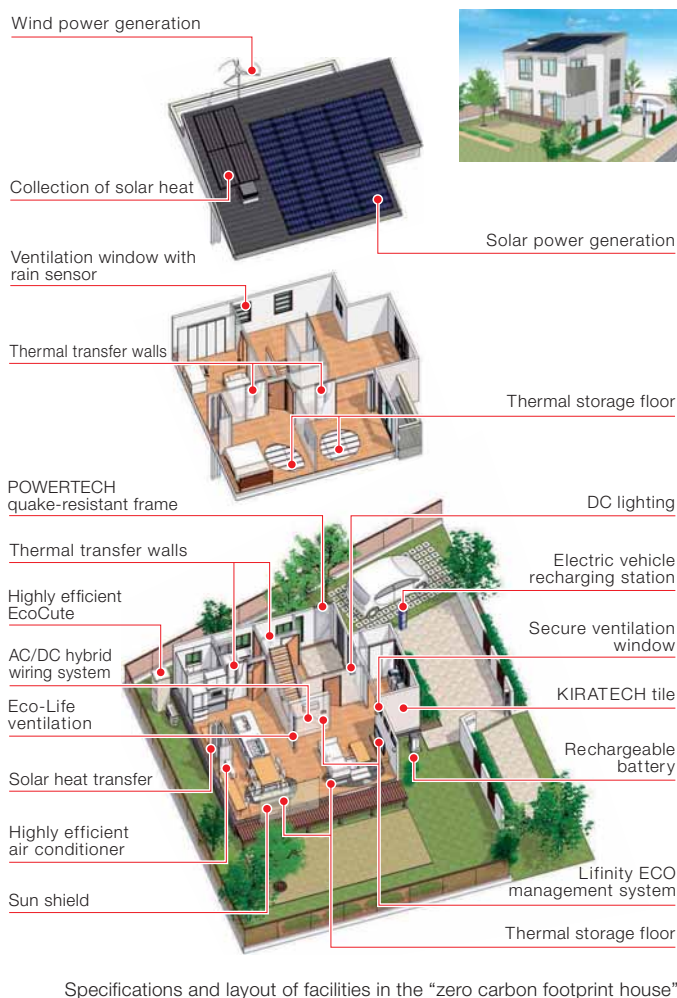 Wind power generation
Collection of solar heat
Solar power generation
Ventilation window with
rain sensor
Thermal transfer walls
Thermal storage floor
POWERTECH
quake-resistant frame
DC lighting
Thermal transfer walls
Electric vehicle
recharging station
Highly efficient
EcoCute
Secure ventilation
window
AC/DC hybrid
wiring system
KIRATECH tile
Eco-Life
ventilation
Rechargeable
battery
Solar heat transfer
Highly efficient
air conditioner
Lifinity ECO
management system
Sun shield
Thermal storage floor
Specifications and layout of facilities in the “zero carbon footprint house”